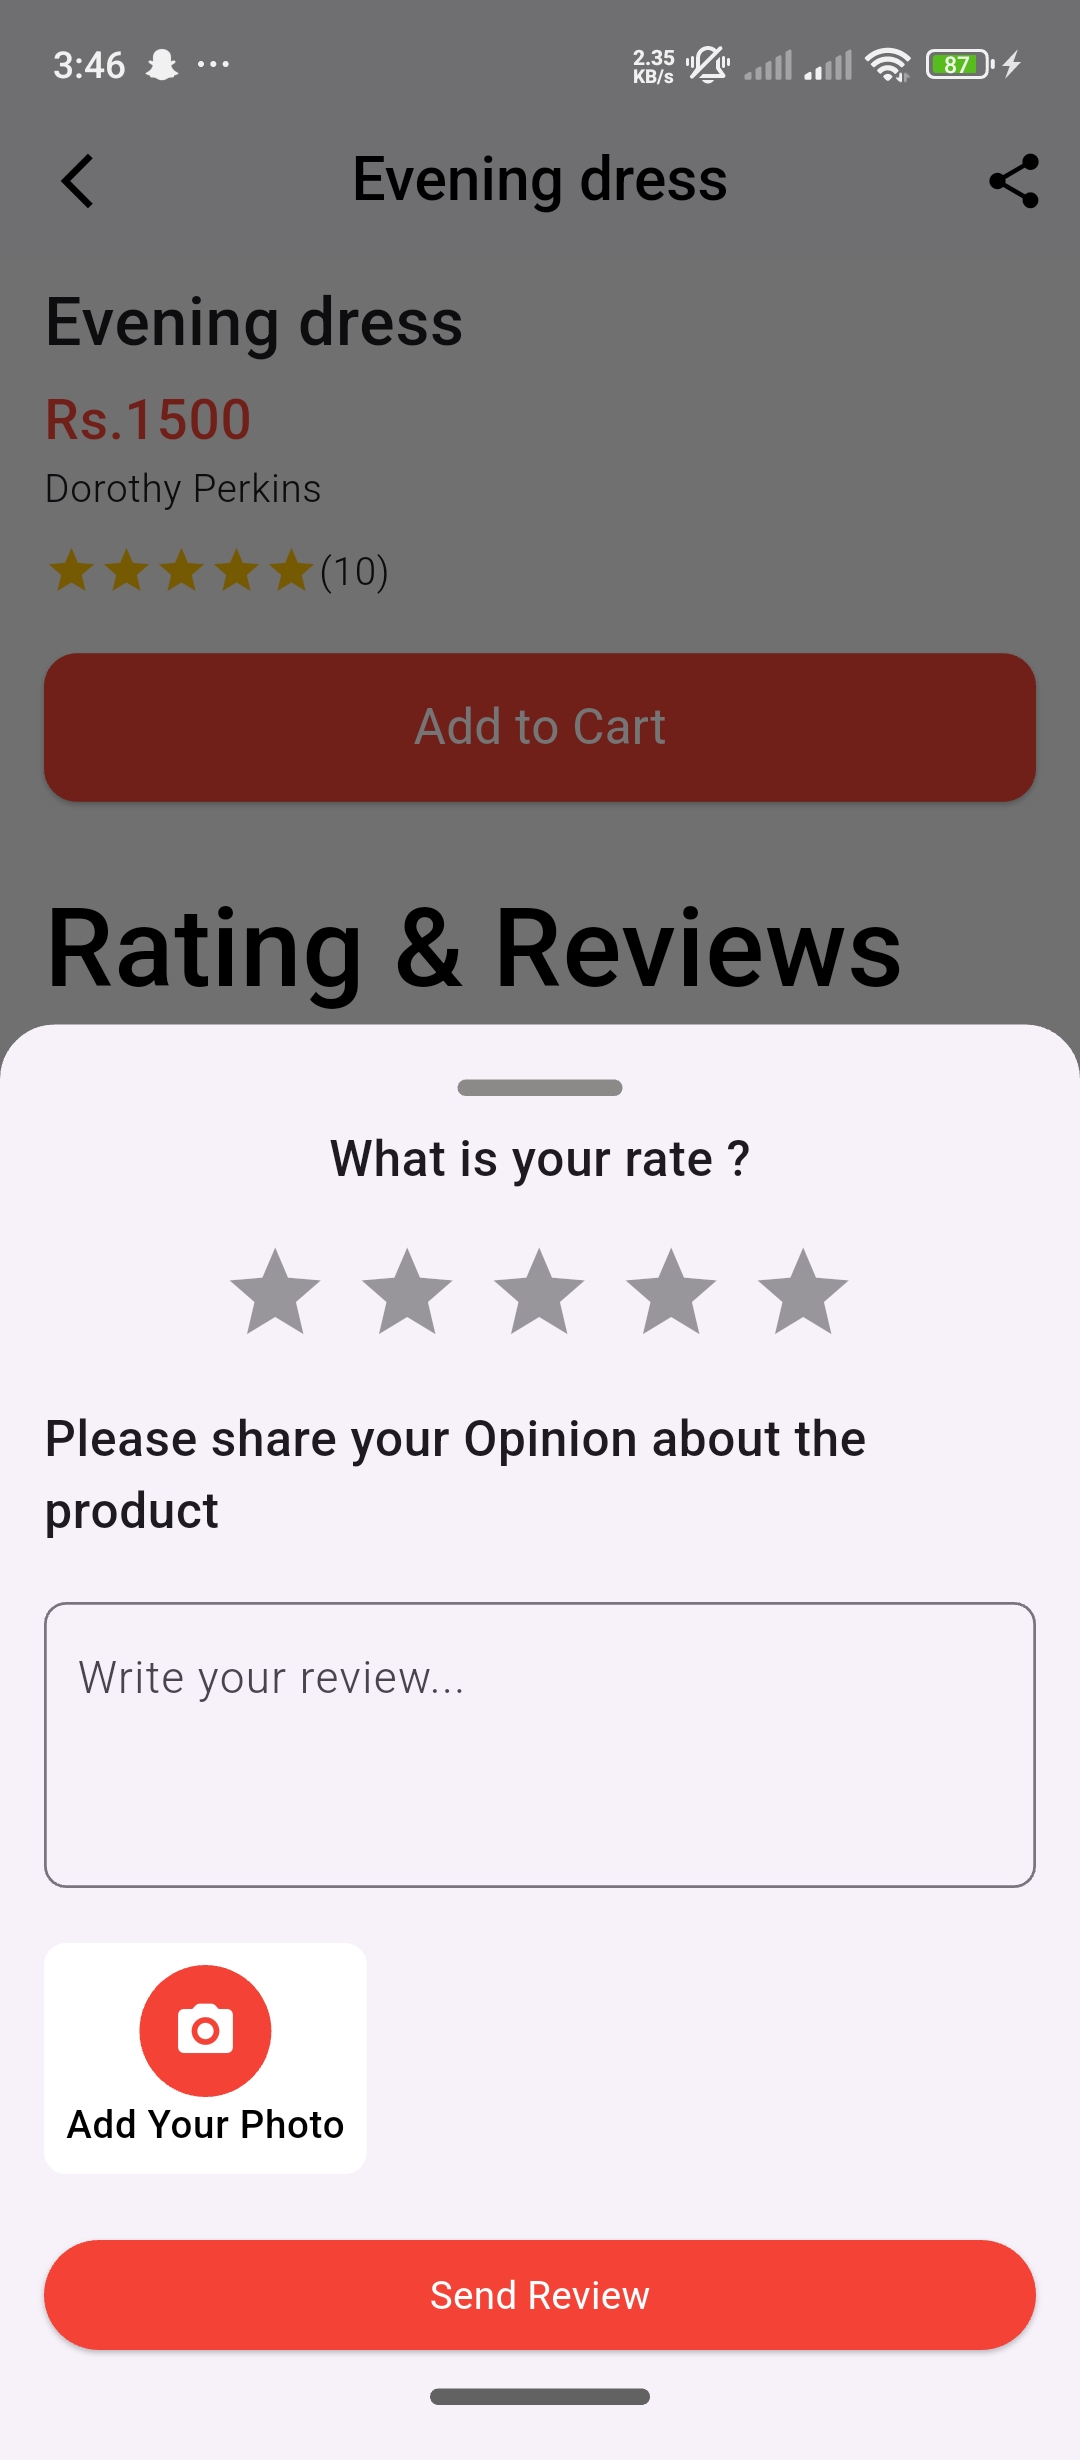 3:46
2.35
KB/s
87
Evening dress
Evening dress
Rs.1500
Dorothy Perkins
(10)
Add to Cart
Rating & Reviews
What is your rate ?
Please share your Opinion about the
product
Write your review...
Add Your Photo
Send Review